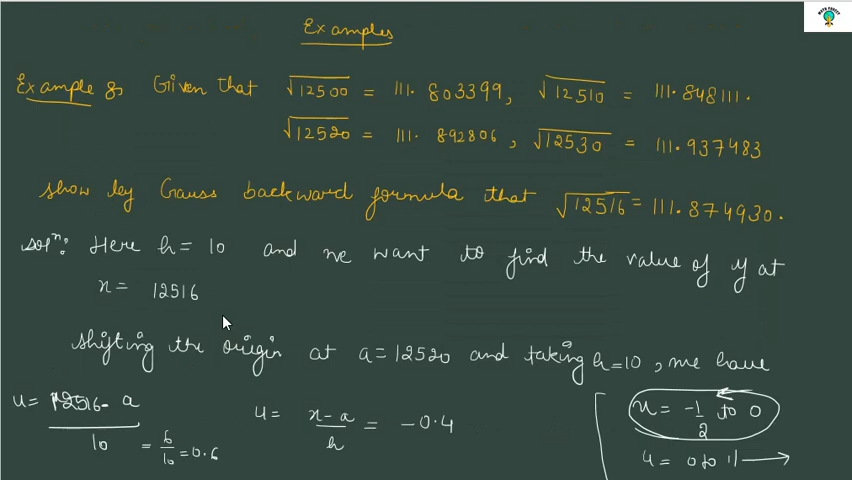 MATH FOREST
Examples
Example 8: Given that √12500 = 111.803399, √12510 = 111.848111.
√12520 = 111.892806, √12530 = 111.937483
show by Gauss backward formula that √12516 = 111.874930.
solⁿ: Here h = 10 and we want to find the value of y at
x = 12516
shifting the origin at a = 12520 and taking h=10, we have
u = 12516 - a / 10 = 6/10 = 0.6
u = x-a / h = -0.4
u = -1/2 to 0
u = 0 to 1 →